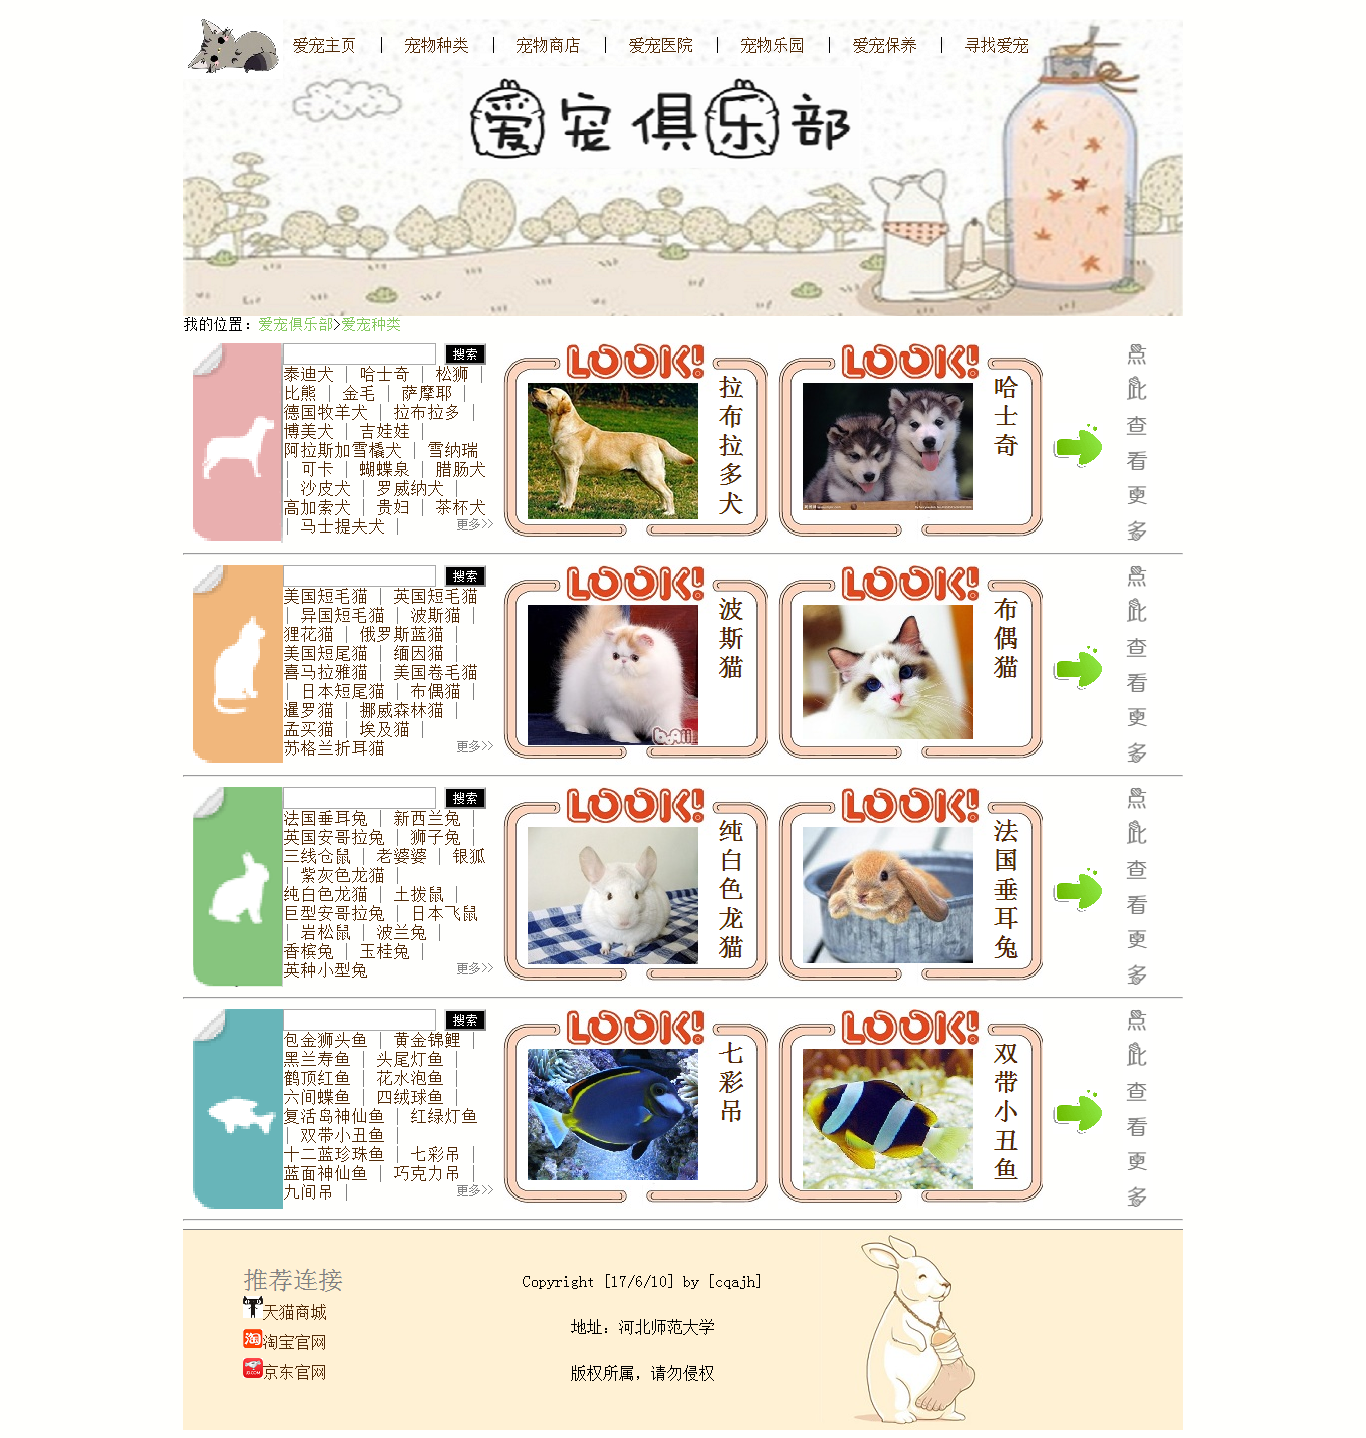 爱宠主页 | 宠物种类 | 宠物商店 | 爱宠医院 | 宠物乐园 | 爱宠保养 | 寻找爱宠
爱宠俱乐部
我的位置：爱宠俱乐部>爱宠种类
搜索
泰迪犬 | 哈士奇 | 松狮 |
比熊 | 金毛 | 萨摩耶 |
德国牧羊犬 | 拉布拉多 |
博美犬 | 吉娃娃 |
阿拉斯加雪橇犬 | 雪纳瑞
| 可卡 | 蝴蝶泉 | 腊肠犬
| 沙皮犬 | 罗威纳犬 |
高加索犬 | 贵妇 | 茶杯犬
| 马士提夫犬 |
更多>>
LOOK!
拉布拉多犬
LOOK!
哈士奇
点此查看更多
搜索
美国短毛猫 | 英国短毛猫
| 异国短毛猫 | 波斯猫 |
狸花猫 | 俄罗斯蓝猫 |
美国短尾猫 | 缅因猫 |
喜马拉雅猫 | 美国卷毛猫
| 日本短尾猫 | 布偶猫 |
暹罗猫 | 挪威森林猫 |
孟买猫 | 埃及猫 |
苏格兰折耳猫
更多>>
LOOK!
波斯猫
LOOK!
布偶猫
点此查看更多
搜索
法国垂耳兔 | 新西兰兔 |
英国安哥拉兔 | 狮子兔 |
三线仓鼠 | 老婆婆 | 银狐
| 紫灰色龙猫 |
纯白色龙猫 | 土拨鼠 |
巨型安哥拉兔 | 日本飞鼠
| 岩松鼠 | 波兰兔 |
香槟兔 | 玉桂兔 |
英种小型兔
更多>>
LOOK!
纯白色龙猫
LOOK!
法国垂耳兔
点此查看更多
搜索
包金狮头鱼 | 黄金锦鲤 |
黑兰寿鱼 | 头尾灯鱼 |
鹤顶红鱼 | 花水泡鱼 |
六间蝶鱼 | 四绒球鱼 |
复活岛神仙鱼 | 红绿灯鱼
| 双带小丑鱼 |
十二蓝珍珠鱼 | 七彩吊 |
蓝面神仙鱼 | 巧克力吊 |
九间吊 |
更多>>
LOOK!
七彩吊
LOOK!
双带小丑鱼
点此查看更多
推荐连接
天猫商城
淘宝官网
京东官网
Copyright [17/6/10] by [cqajh]
地址：河北师范大学
版权所属，请勿侵权